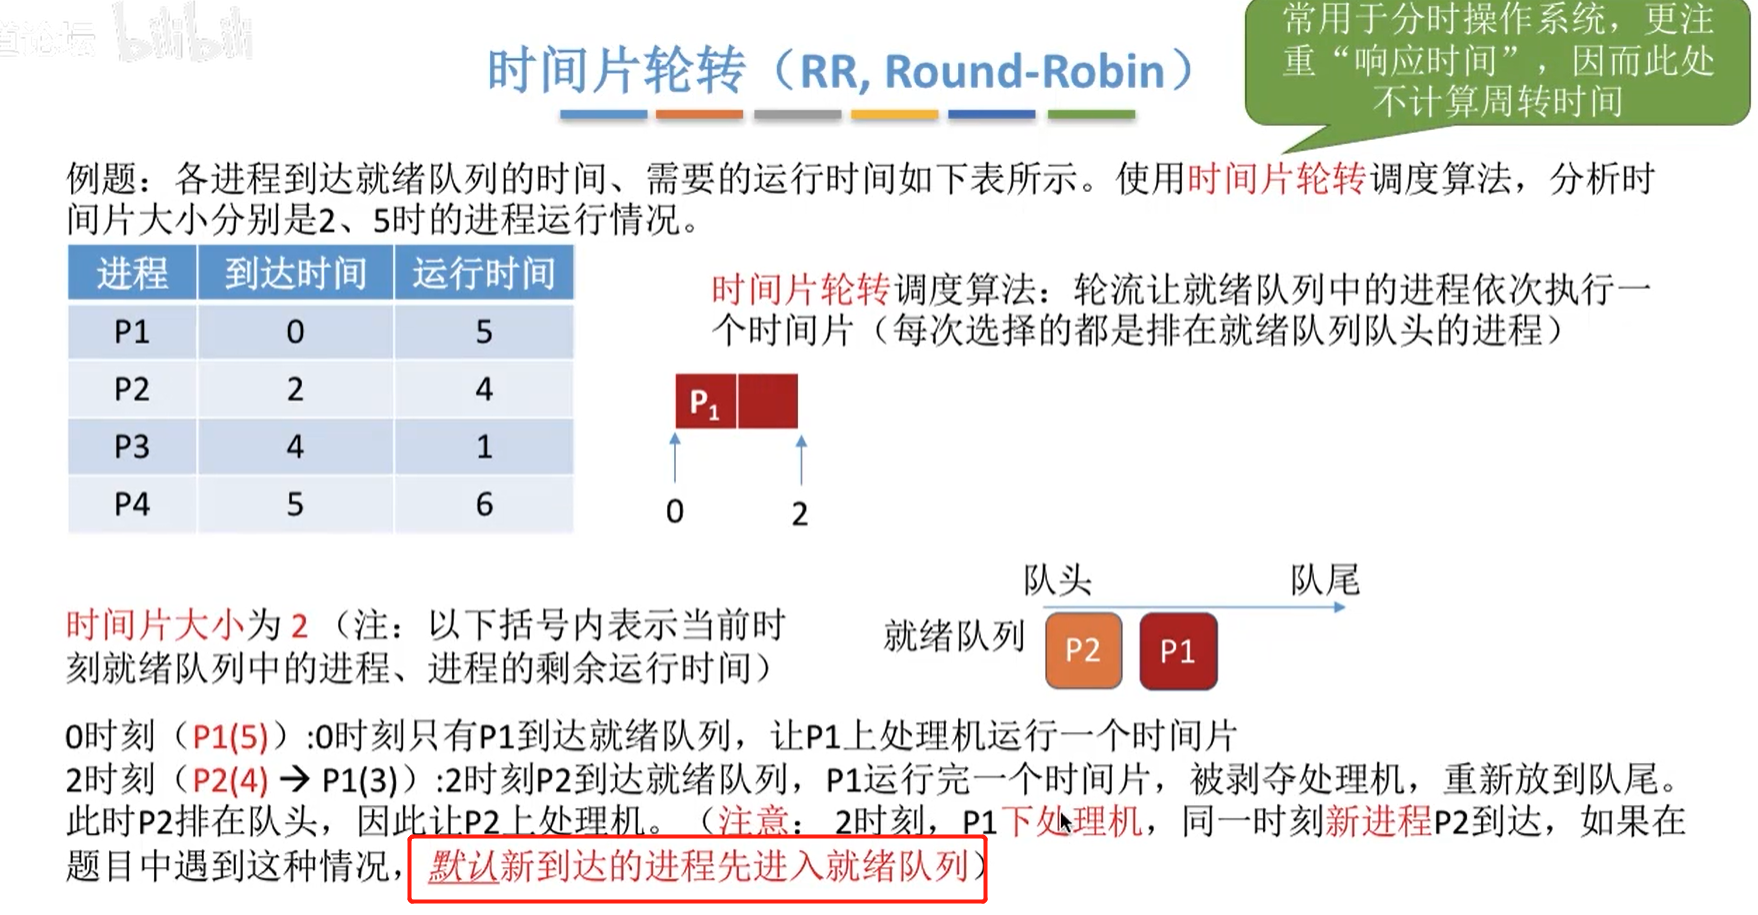 道论坛 bilibili
常用于分时操作系统，更注
重“响应时间”，因而此处
不计算周转时间
时间片轮转（RR, Round-Robin）
例题：各进程到达就绪队列的时间、需要的运行时间如下表所示。使用时间片轮转调度算法，分析时
间片大小分别是2、5时的进程运行情况。
进程 到达时间 运行时间
P1 0 5
P2 2 4
P3 4 1
P4 5 6
时间片轮转调度算法：轮流让就绪队列中的进程依次执行一
个时间片（每次选择的都是排在就绪队列队头的进程）
P1
0 2
队头 队尾
就绪队列 P2 P1
时间片大小为 2（注：以下括号内表示当前时
刻就绪队列中的进程、进程的剩余运行时间）
0时刻（P1(5)）:0时刻只有P1到达就绪队列，让P1上处理机运行一个时间片
2时刻（P2(4) → P1(3)）:2时刻P2到达就绪队列，P1运行完一个时间片，被剥夺处理机，重新放到队尾。
此时P2排在队头，因此让P2上处理机。（注意： 2时刻，P1下处理机，同一时刻新进程P2到达，如果在
题目中遇到这种情况，默认新到达的进程先进入就绪队列）